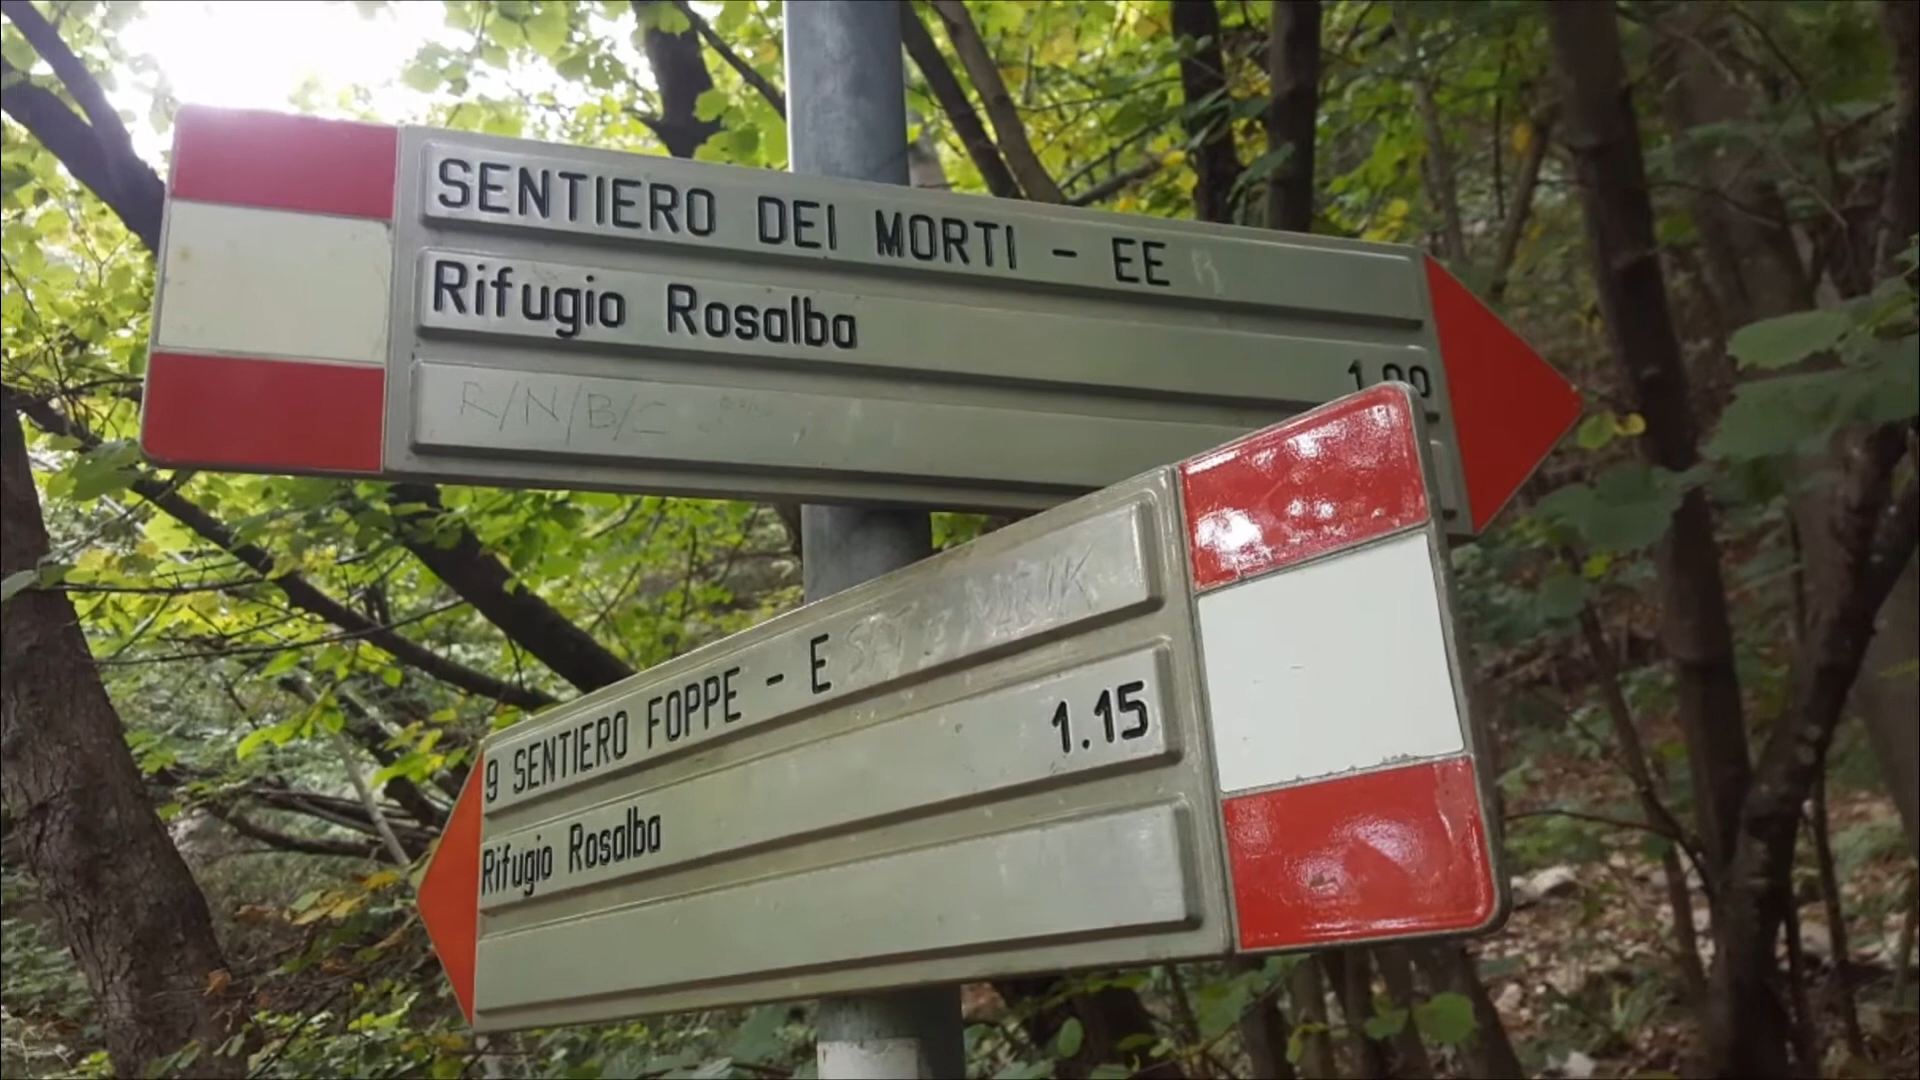 SENTIERO DEI MORTI - EE
Rifugio Rosalba
R/N/B/C
9 SENTIERO FOPPE - E
1.15
Rifugio Rosalba